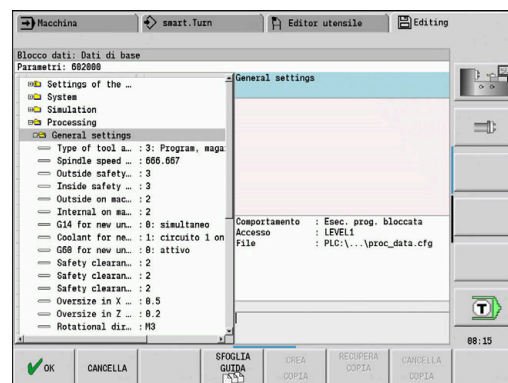 Macchina
smart.Turn
Editor utensile
Editing
Blocco dati: Dati di base
Parametri: 602000
Settings of the …
System
Simulation
Processing
General settings
Type of tool a… : 3: Program, maga
Spindle speed … : 666.667
Outside safety… : 3
Inside safety … : 3
Outside on mac… : 2
Internal on ma… : 2
G14 for new un… : 0: simultaneo
Coolant for ne… : 1: circuito 1 on
G60 for new un… : 0: attivo
Safety clearan… : 2
Safety clearan… : 2
Safety clearan… : 2
Oversize in X … : 0.5
Oversize in Z … : 0.2
Rotational dir… : M3
General settings
Comportamento : Esec. prog. bloccata
Accesso : LEVEL1
File : PLC:\...\proc_data.cfg
T
08:15
OK
CANCELLA
SFOGLIA
GUIDA
CREA
COPIA
RECUPERA
COPIA
CANCELLA
COPIA